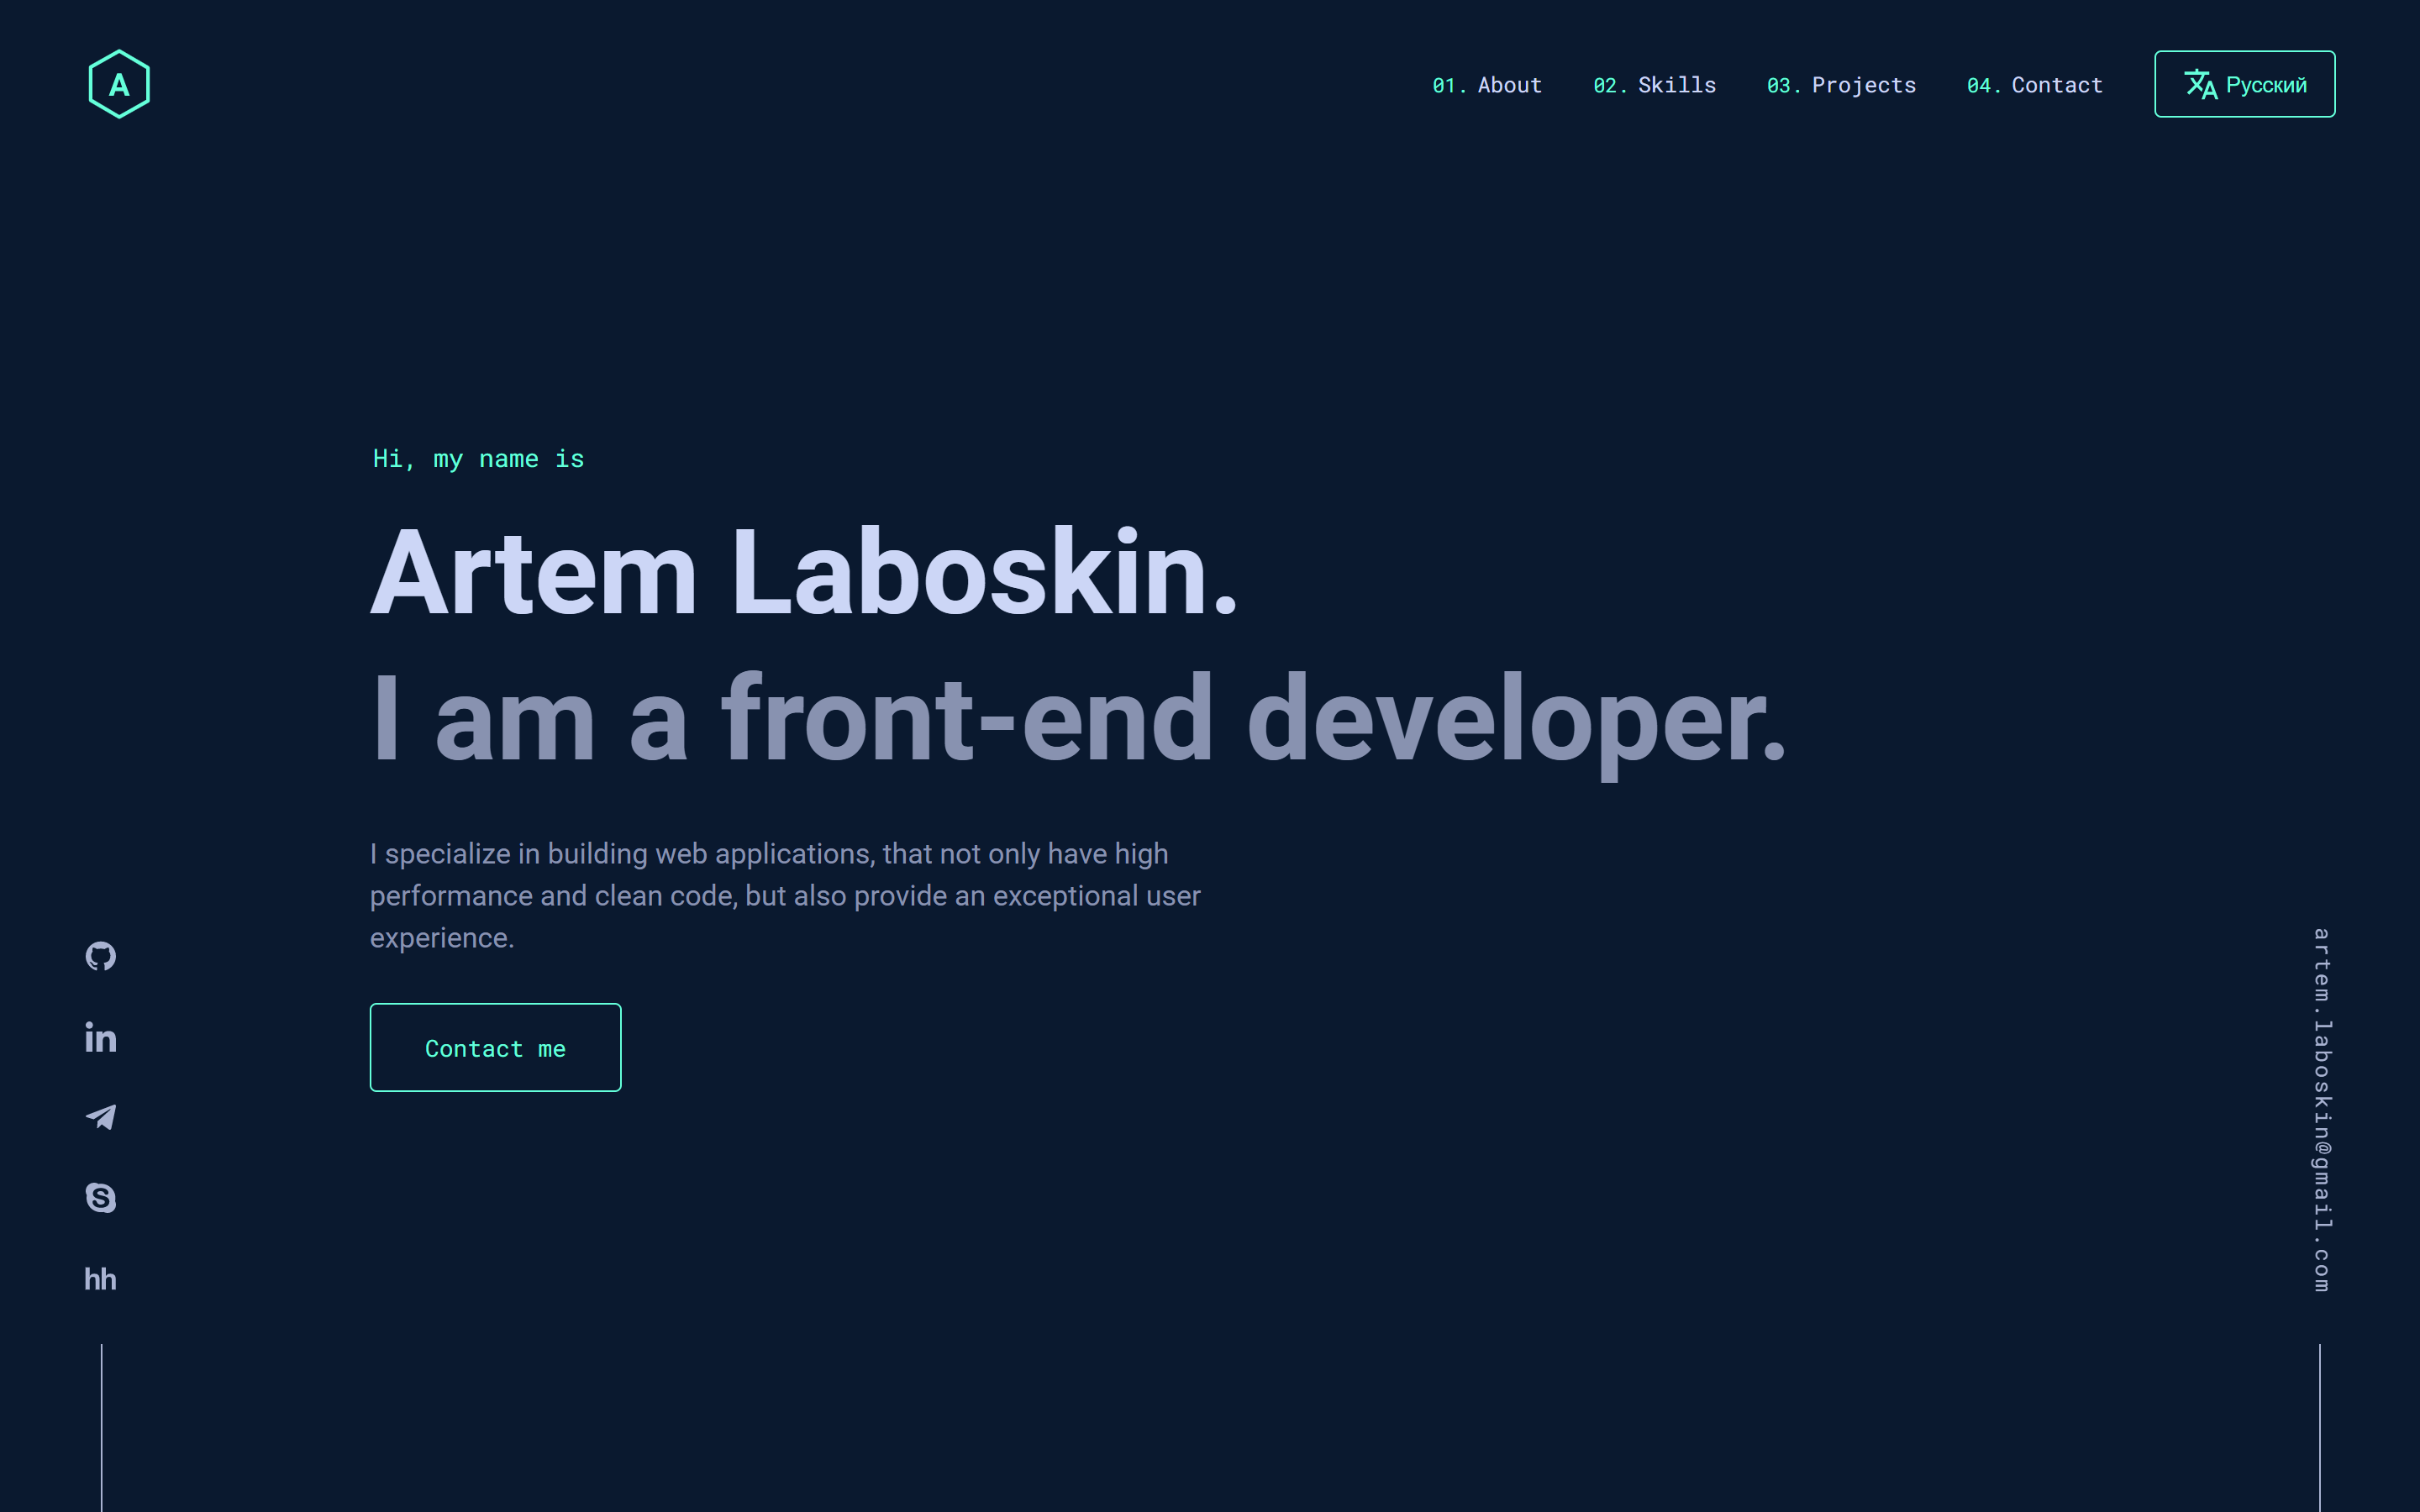 A
01. About
02. Skills
03. Projects
04. Contact
Русский
Hi, my name is
Artem Laboskin.
I am a front-end developer.
I specialize in building web applications, that not only have high
performance and clean code, but also provide an exceptional user
experience.
Contact me
in
S
hh
artem.laboskin@gmail.com